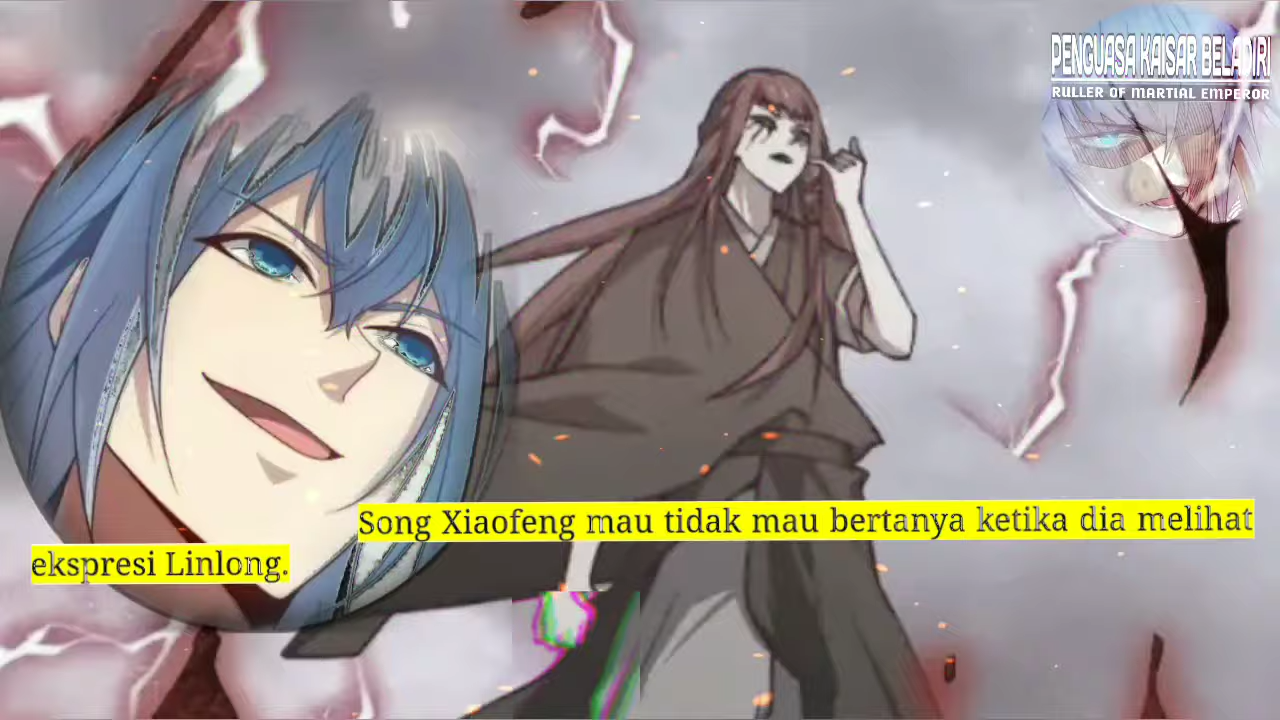 PENGUASA KAISAR BELADIRI
RULLER OF MARTIAL EMPEROR
Song Xiaofeng mau tidak mau bertanya ketika dia melihat
ekspresi Linlong.